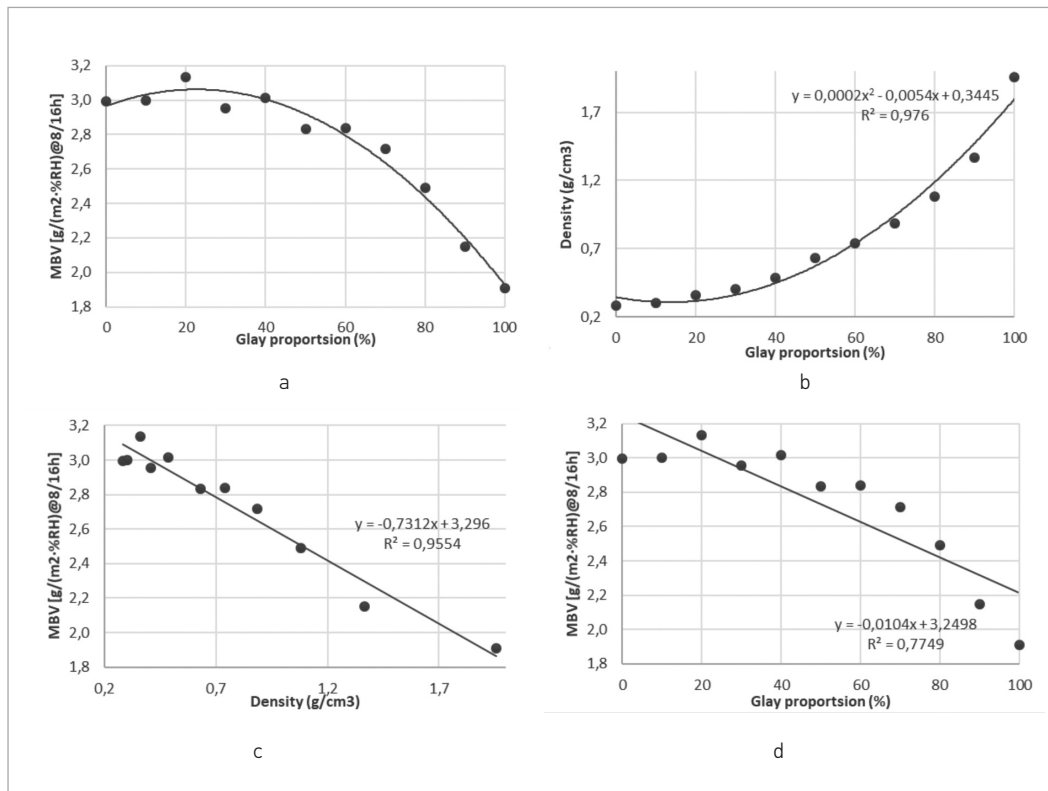 3,2
3,0
2,8
2,6
2,4
2,2
2,0
1,8
0 20 40 60 80 100
MBV [g/(m2·%RH)@8/16h]
Glay proportsion (%)
a
y = 0,0002x² - 0,0054x + 0,3445
R² = 0,976
1,7
1,2
0,7
0,2
0 20 40 60 80 100
Density (g/cm3)
Glay proportsion (%)
b
3,2
3,0
2,8
2,6
2,4
2,2
2,0
1,8
0,2 0,7 1,2 1,7
MBV [g/(m2·%RH)@8/16h]
y = -0,7312x + 3,296
R² = 0,9554
Density (g/cm3)
c
3,2
3,0
2,8
2,6
2,4
2,2
2,0
1,8
0 20 40 60 80 100
MBV [g/(m2·%RH)@8/16h]
y = -0,0104x + 3,2498
R² = 0,7749
Glay proportsion (%)
d